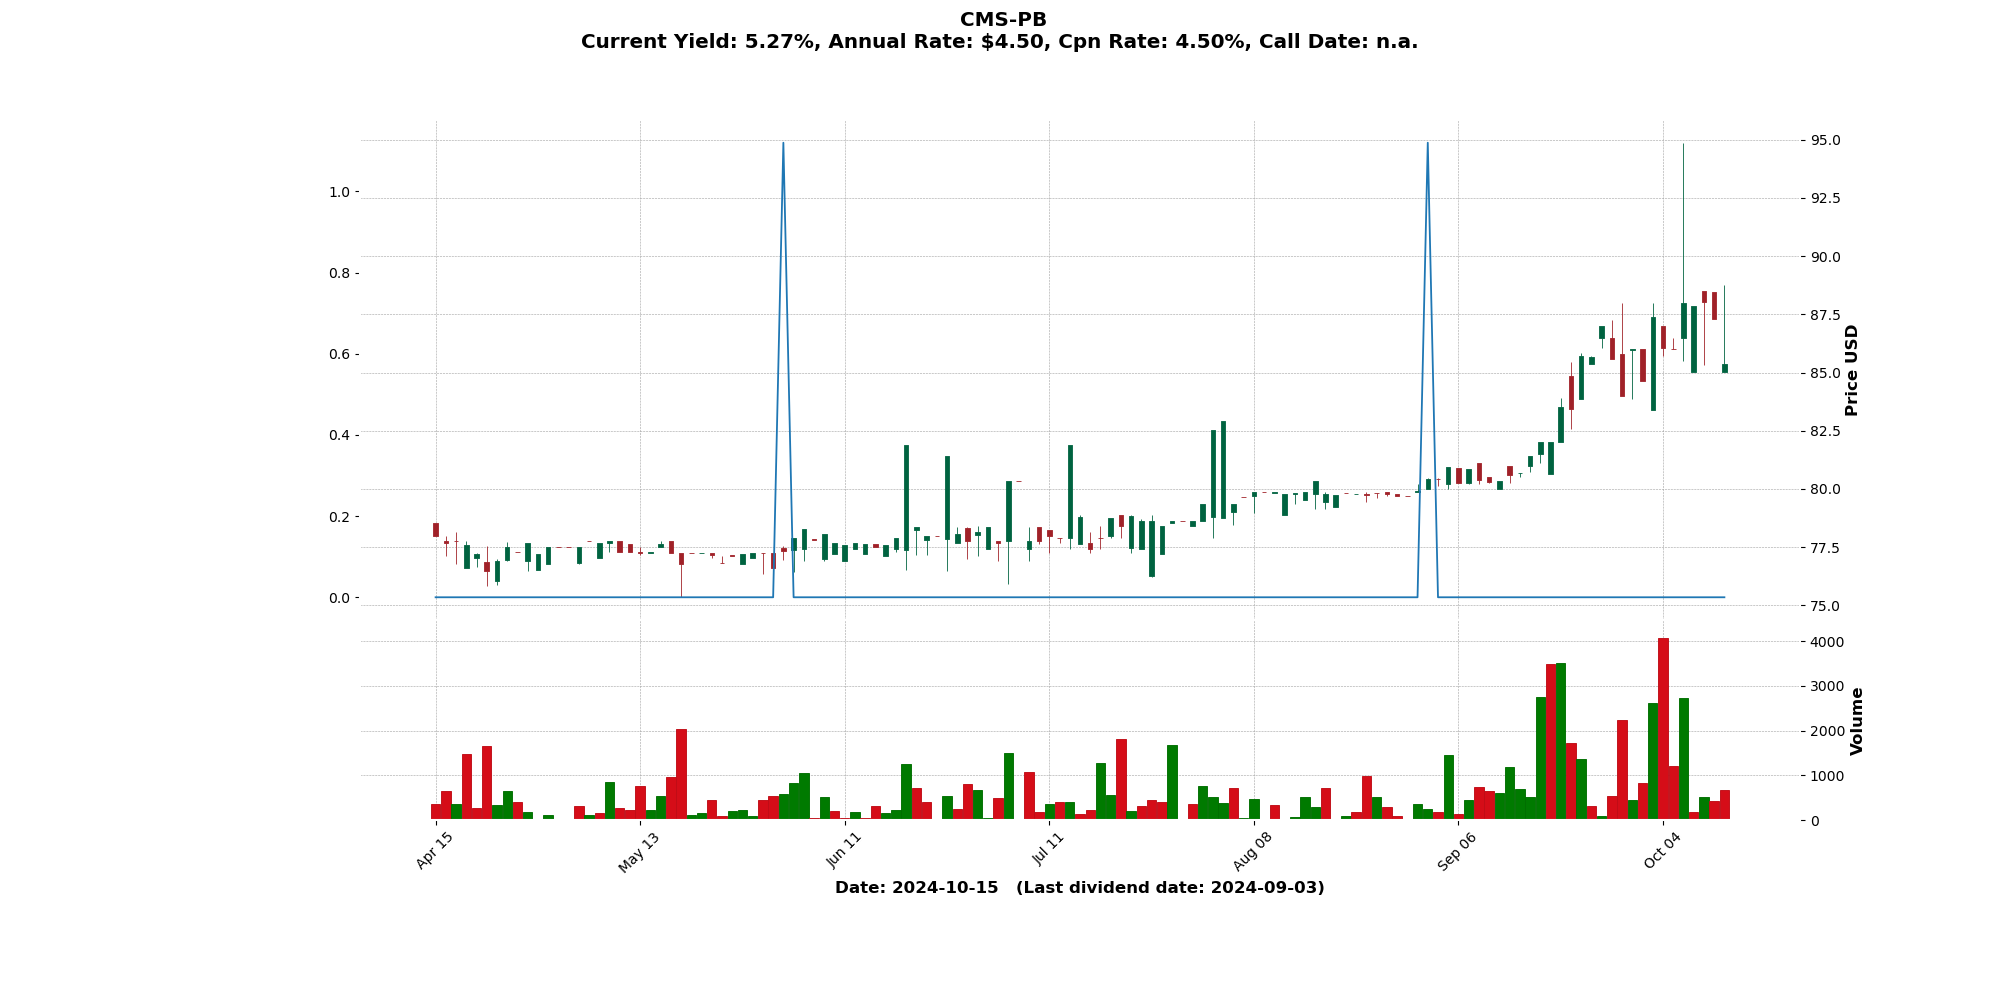 CMS-PB
Current Yield: 5.27%, Annual Rate: $4.50, Cpn Rate: 4.50%, Call Date: n.a.
1.0
0.8
0.6
0.4
0.2
0.0
95.0
92.5
90.0
87.5
85.0
82.5
80.0
77.5
75.0
Price USD
4000
3000
2000
1000
0
Volume
Apr 15
May 13
Jun 11
Jul 11
Aug 08
Sep 06
Oct 04
Date: 2024-10-15   (Last dividend date: 2024-09-03)